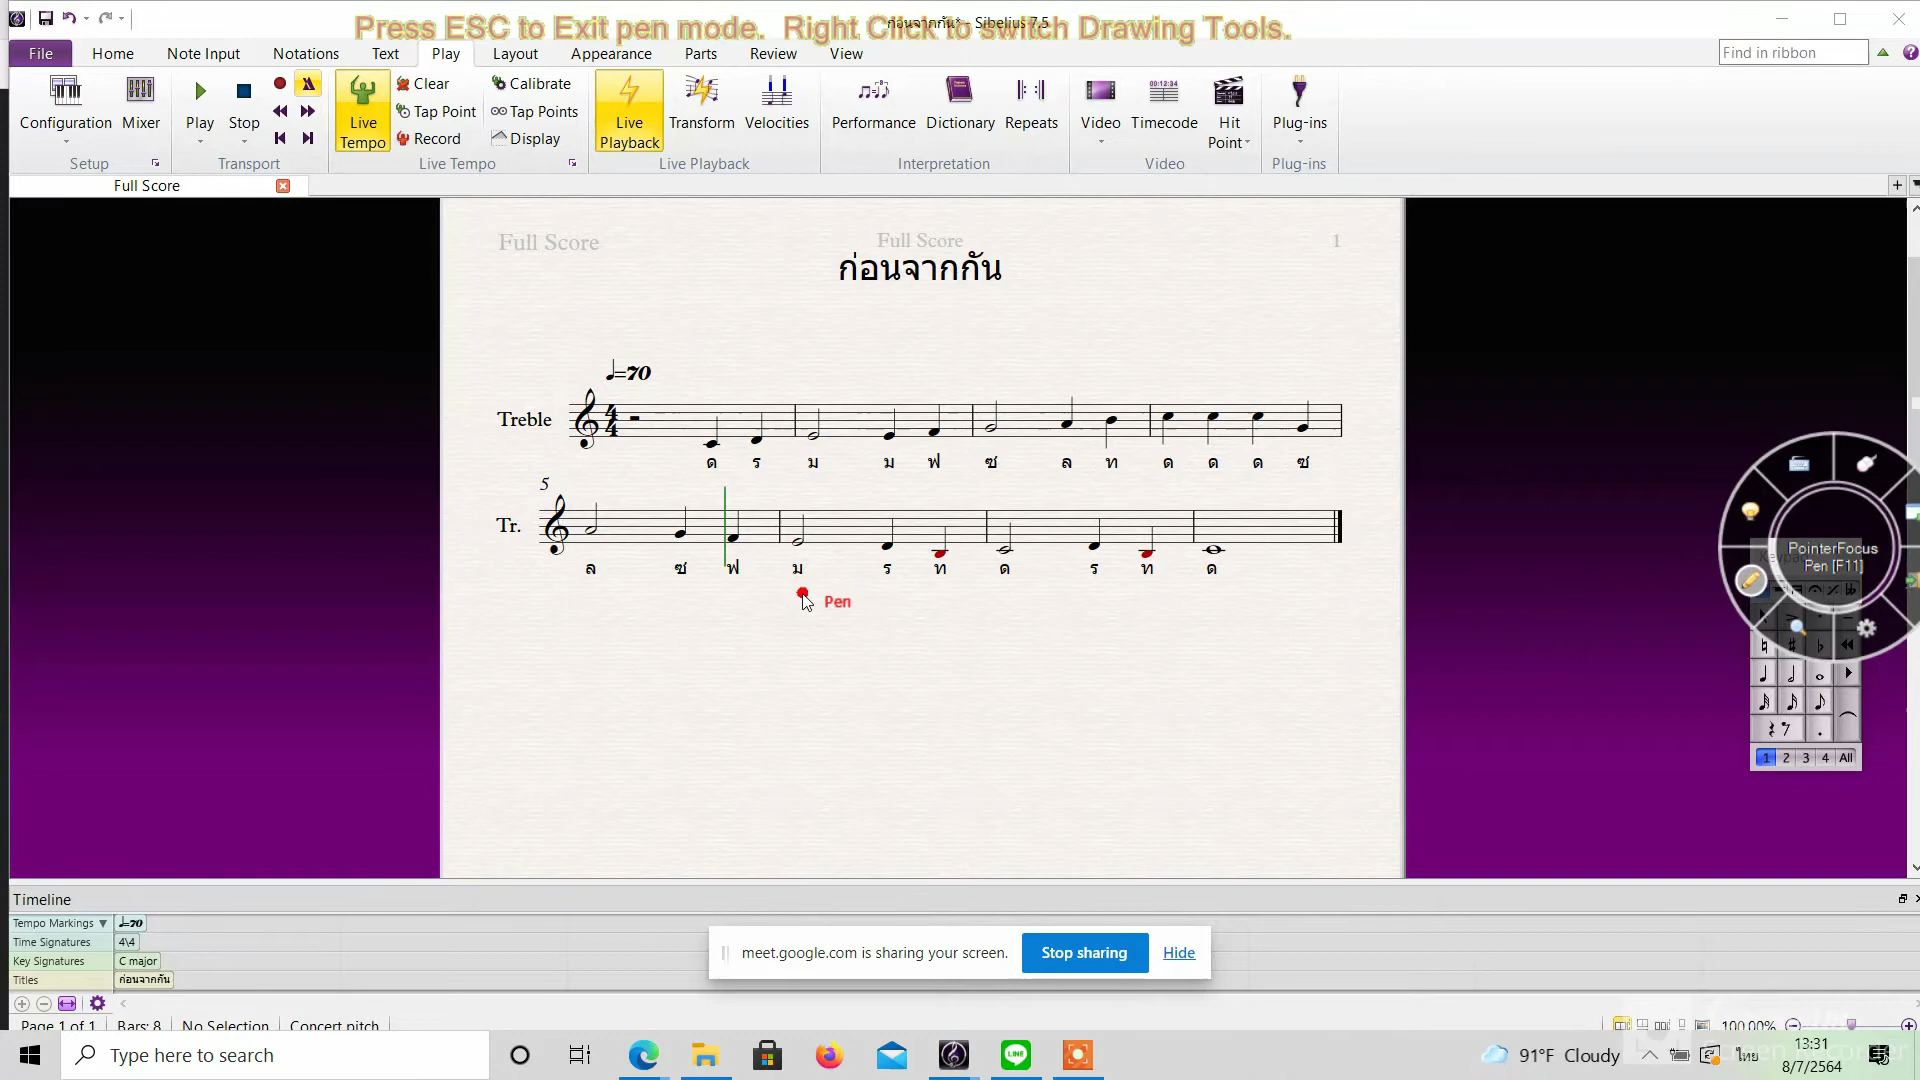 Press ESC to Exit pen mode. Right Click to switch Drawing Tools.
ก่อนจากกัน* - Sibelius 7.5
File Home Note Input Notations Text Play Layout Appearance Parts Review View Find in ribbon
Configuration Mixer Play Stop Live Tempo Clear Calibrate Live Playback Transform Velocities Performance Dictionary Repeats Video Timecode Hit Point Plug-ins
Tap Point Tap Points
Record Display
Setup Transport Live Tempo Live Playback Interpretation Video Plug-ins
Full Score
Full Score Full Score 1
ก่อนจากกัน
=70
Treble 4 4
ด ร ม ม ฟ ซ ล ท ด ด ด ซ
5
Tr.
ล ซ ฟ ม ร ท ด ร ท ด
Pen
PointerFocus
Pen [F11]
1 2 3 4 All
Timeline
Tempo Markings =70
Time Signatures 4\4
Key Signatures C major
Titles ก่อนจากกัน
meet.google.com is sharing your screen. Stop sharing Hide
Page 1 of 1 Bars: 8 No Selection Concert pitch 100.00%
Type here to search LINE 91°F Cloudy ไทย 13:31
8/7/2564